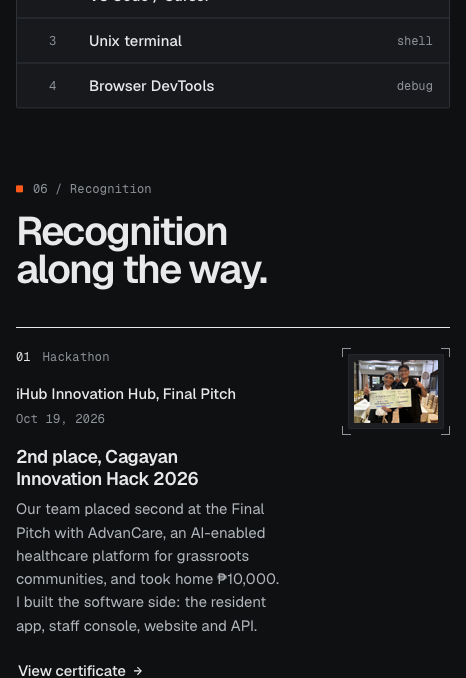 3 Unix terminal shell
4 Browser DevTools debug
06 / Recognition
Recognition
along the way.
01 Hackathon
iHub Innovation Hub, Final Pitch
Oct 19, 2026
2nd place, Cagayan
Innovation Hack 2026
Our team placed second at the Final
Pitch with AdvanCare, an AI-enabled
healthcare platform for grassroots
communities, and took home ₱10,000.
I built the software side: the resident
app, staff console, website and API.
View certificate →